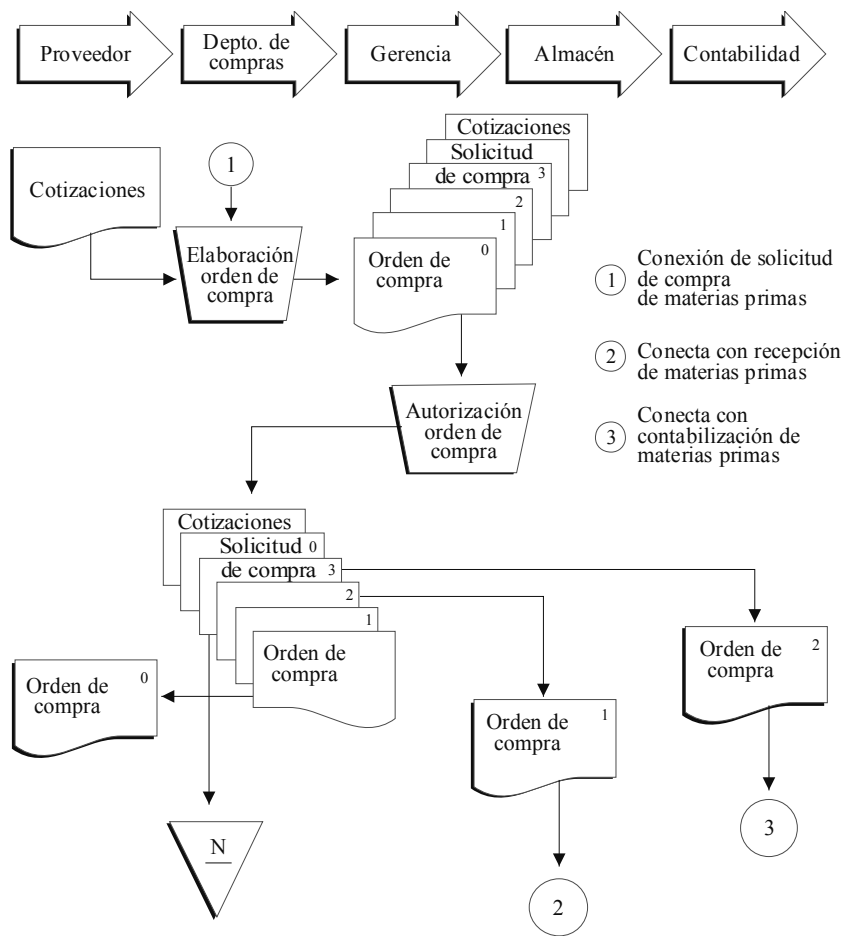 Proveedor
Depto. de
compras
Gerencia
Almacén
Contabilidad
Cotizaciones
1
Elaboración
orden de
compra
Cotizaciones
Solicitud
de compra 3
2
1
Orden de 0
compra
1 Conexión de solicitud
de compra
de materias primas
2 Conecta con recepción
de materias primas
3 Conecta con
contabilización de
materias primas
Autorización
orden de
compra
Cotizaciones
Solicitud 0
de compra 3
2
1
Orden de
compra
Orden de 0
compra
Orden de 1
compra
Orden de 2
compra
N
2
3